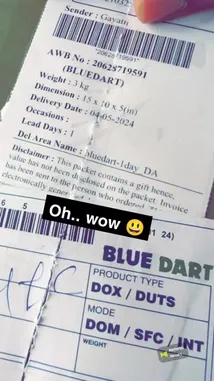 Sender : Gayatri
20628719591
AWB No : 20628719591
(BLUEDART)
Weight : 3 kg
Dimension : 15 x 10 x 5(in)
Delivery Date : 04-05-2024
Occasions :
Lead Days : 1
Del Area Name : bluedart-1day_DA
Disclaimer : This packet contains a gift hence,
value has not been disclosed on the packet. Invoice
has been sent to the person who ordered.
electronically
Oh.. wow 😃
24)
BLUE DART
PRODUCT TYPE
DOX / DUTS
MODE
DOM / SFC / INT
WEIGHT